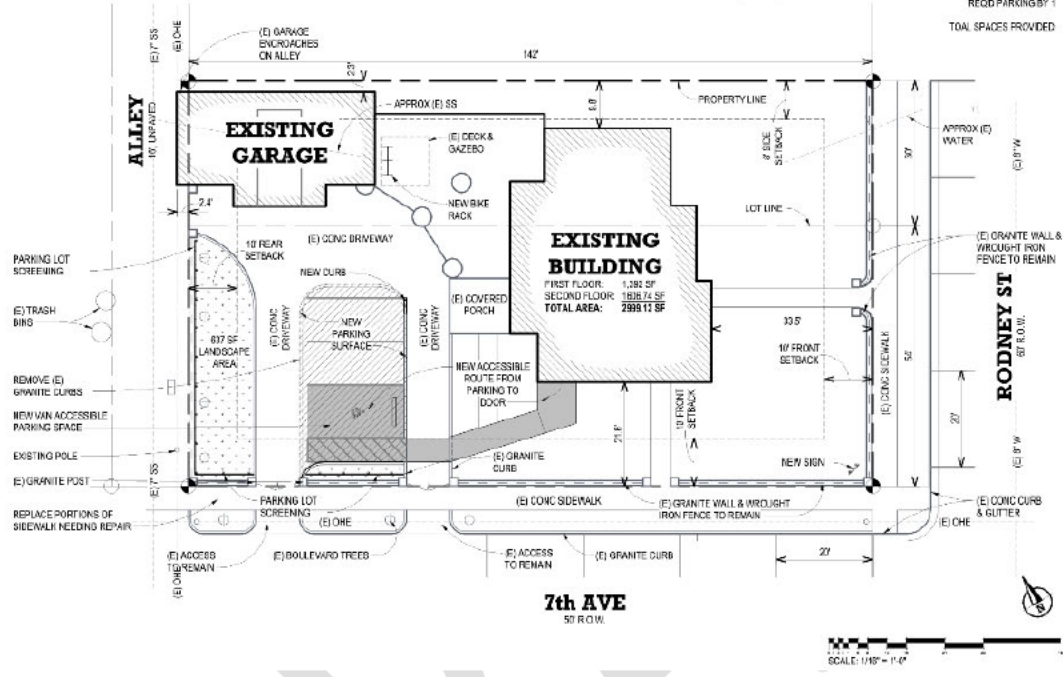 REQD PARKING BY 1
TOAL SPACES PROVIDED
(E) 7" SS
(E) OHE
(E) GARAGE
ENCROACHES
ON ALLEY
142'
2.3'
APPROX (E) SS
9.8'
PROPERTY LINE
8' SIDE
SETBACK
APPROX (E)
WATER
30'
(E) 6" W
ALLEY
16', UNPAVED
EXISTING
GARAGE
(E) DECK &
GAZEBO
NEW BIKE
RACK
2.4'
LOT LINE
(E) GRANITE WALL &
WROUGHT IRON
FENCE TO REMAIN
(E) CONC DRIVEWAY
10' REAR
SETBACK
PARKING LOT
SCREENING
(E) TRASH
BINS
NEW CURB
NEW
PARKING
SURFACE
(E) CONC
DRIVEWAY
(E) CONC
DRIVEWAY
(E) COVERED
PORCH
EXISTING
BUILDING
FIRST FLOOR: 1,392 SF
SECOND FLOOR: 1606.74 SF
TOTAL AREA: 2999.12 SF
33.5'
10' FRONT
SETBACK
(E) CONC SIDEWALK
RODNEY ST
60' R.O.W.
637 SF
LANDSCAPE
AREA
NEW ACCESSIBLE
ROUTE FROM
PARKING TO
DOOR
REMOVE (E)
GRANITE CURBS
NEW VAN ACCESSIBLE
PARKING SPACE
EXISTING POLE
(E) GRANITE POST
REPLACE PORTIONS OF
SIDEWALK NEEDING REPAIR
21.8'
10' FRONT
SETBACK
20'
(E) 8" W
NEW SIGN
(E) GRANITE
CURB
(E) 7" SS
PARKING LOT
SCREENING
(E) CONC SIDEWALK
(E) GRANITE WALL & WROUGHT
IRON FENCE TO REMAIN
(E) CONC CURB
& GUTTER
(E) OHE
(E) OHE
(E) ACCESS
TO REMAIN
(E) BOULEVARD TREES
(E) ACCESS
TO REMAIN
(E) GRANITE CURB
20'
(E) OHE
7th AVE
50' R.O.W.
N
SCALE: 1/16" = 1'-0"